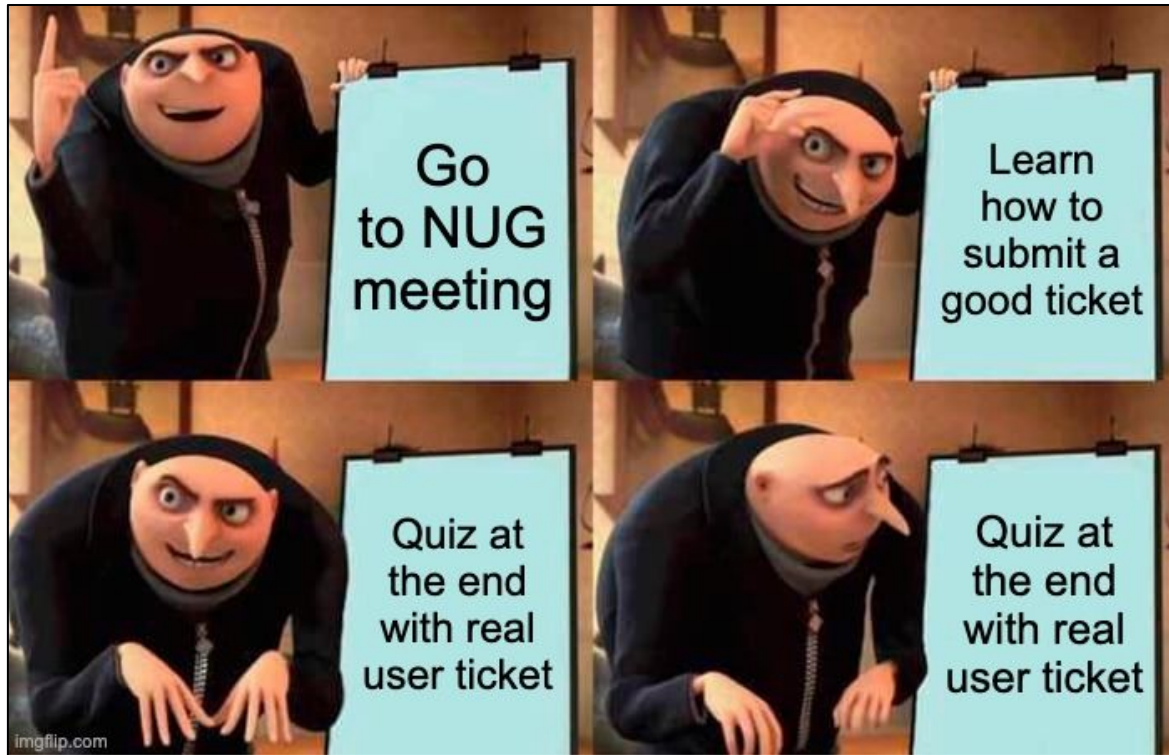 Go
to NUG
meeting
Learn
how to
submit a
good ticket
Quiz at
the end
with real
user ticket
Quiz at
the end
with real
user ticket
imgflip.com